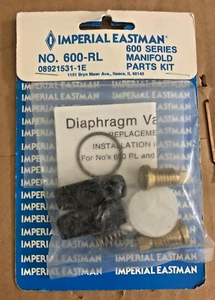 IMPERIAL EASTMAN
NO. 600-RL
08921531-1E
600 SERIES
MANIFOLD
PARTS KIT
Diaphragm Va
REPLACEMENT
INSTALLATION
For No's 600 RL and
IMPERIAL EASTMAN
IMPERIAL EASTMAN